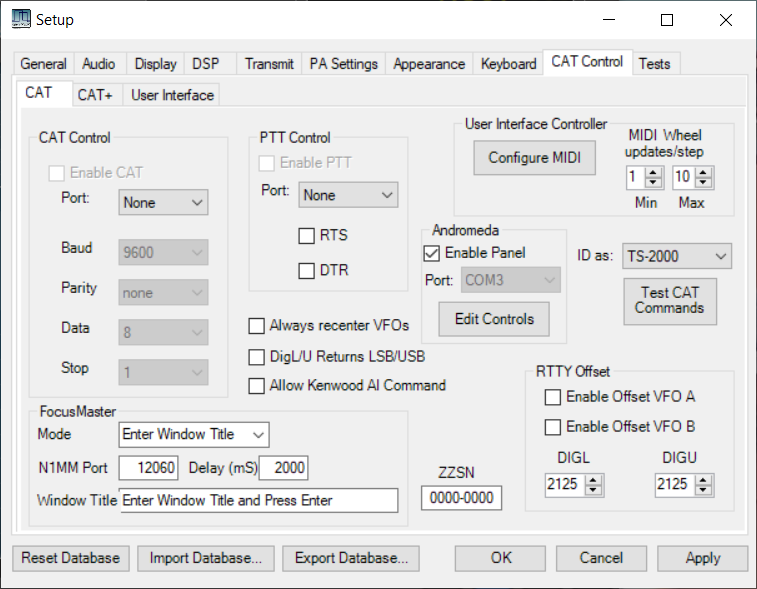 Setup
General Audio Display DSP Transmit PA Settings Appearance Keyboard CAT Control Tests
CAT CAT+ User Interface
CAT Control
Enable CAT
Port: None
Baud 9600
Parity none
Data 8
Stop 1
PTT Control
Enable PTT
Port: None
RTS
DTR
User Interface Controller
Configure MIDI
MIDI Wheel
updates/step
1 10
Min Max
Andromeda
Enable Panel
Port: COM3
Edit Controls
ID as: TS-2000
Test CAT
Commands
Always recenter VFOs
DigL/U Returns LSB/USB
Allow Kenwood AI Command
RTTY Offset
Enable Offset VFO A
Enable Offset VFO B
DIGL DIGU
2125 2125
FocusMaster
Mode Enter Window Title
N1MM Port 12060 Delay (mS) 2000
Window Title Enter Window Title and Press Enter
ZZSN
0000-0000
Reset Database Import Database... Export Database... OK Cancel Apply